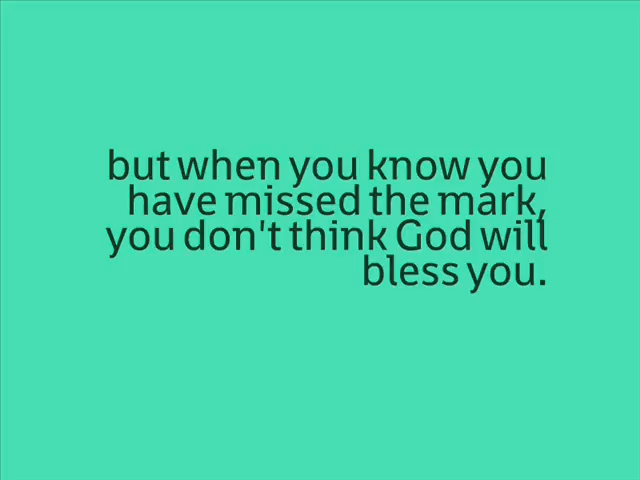 but when you know you
have missed the mark,
you don't think God will
bless you.